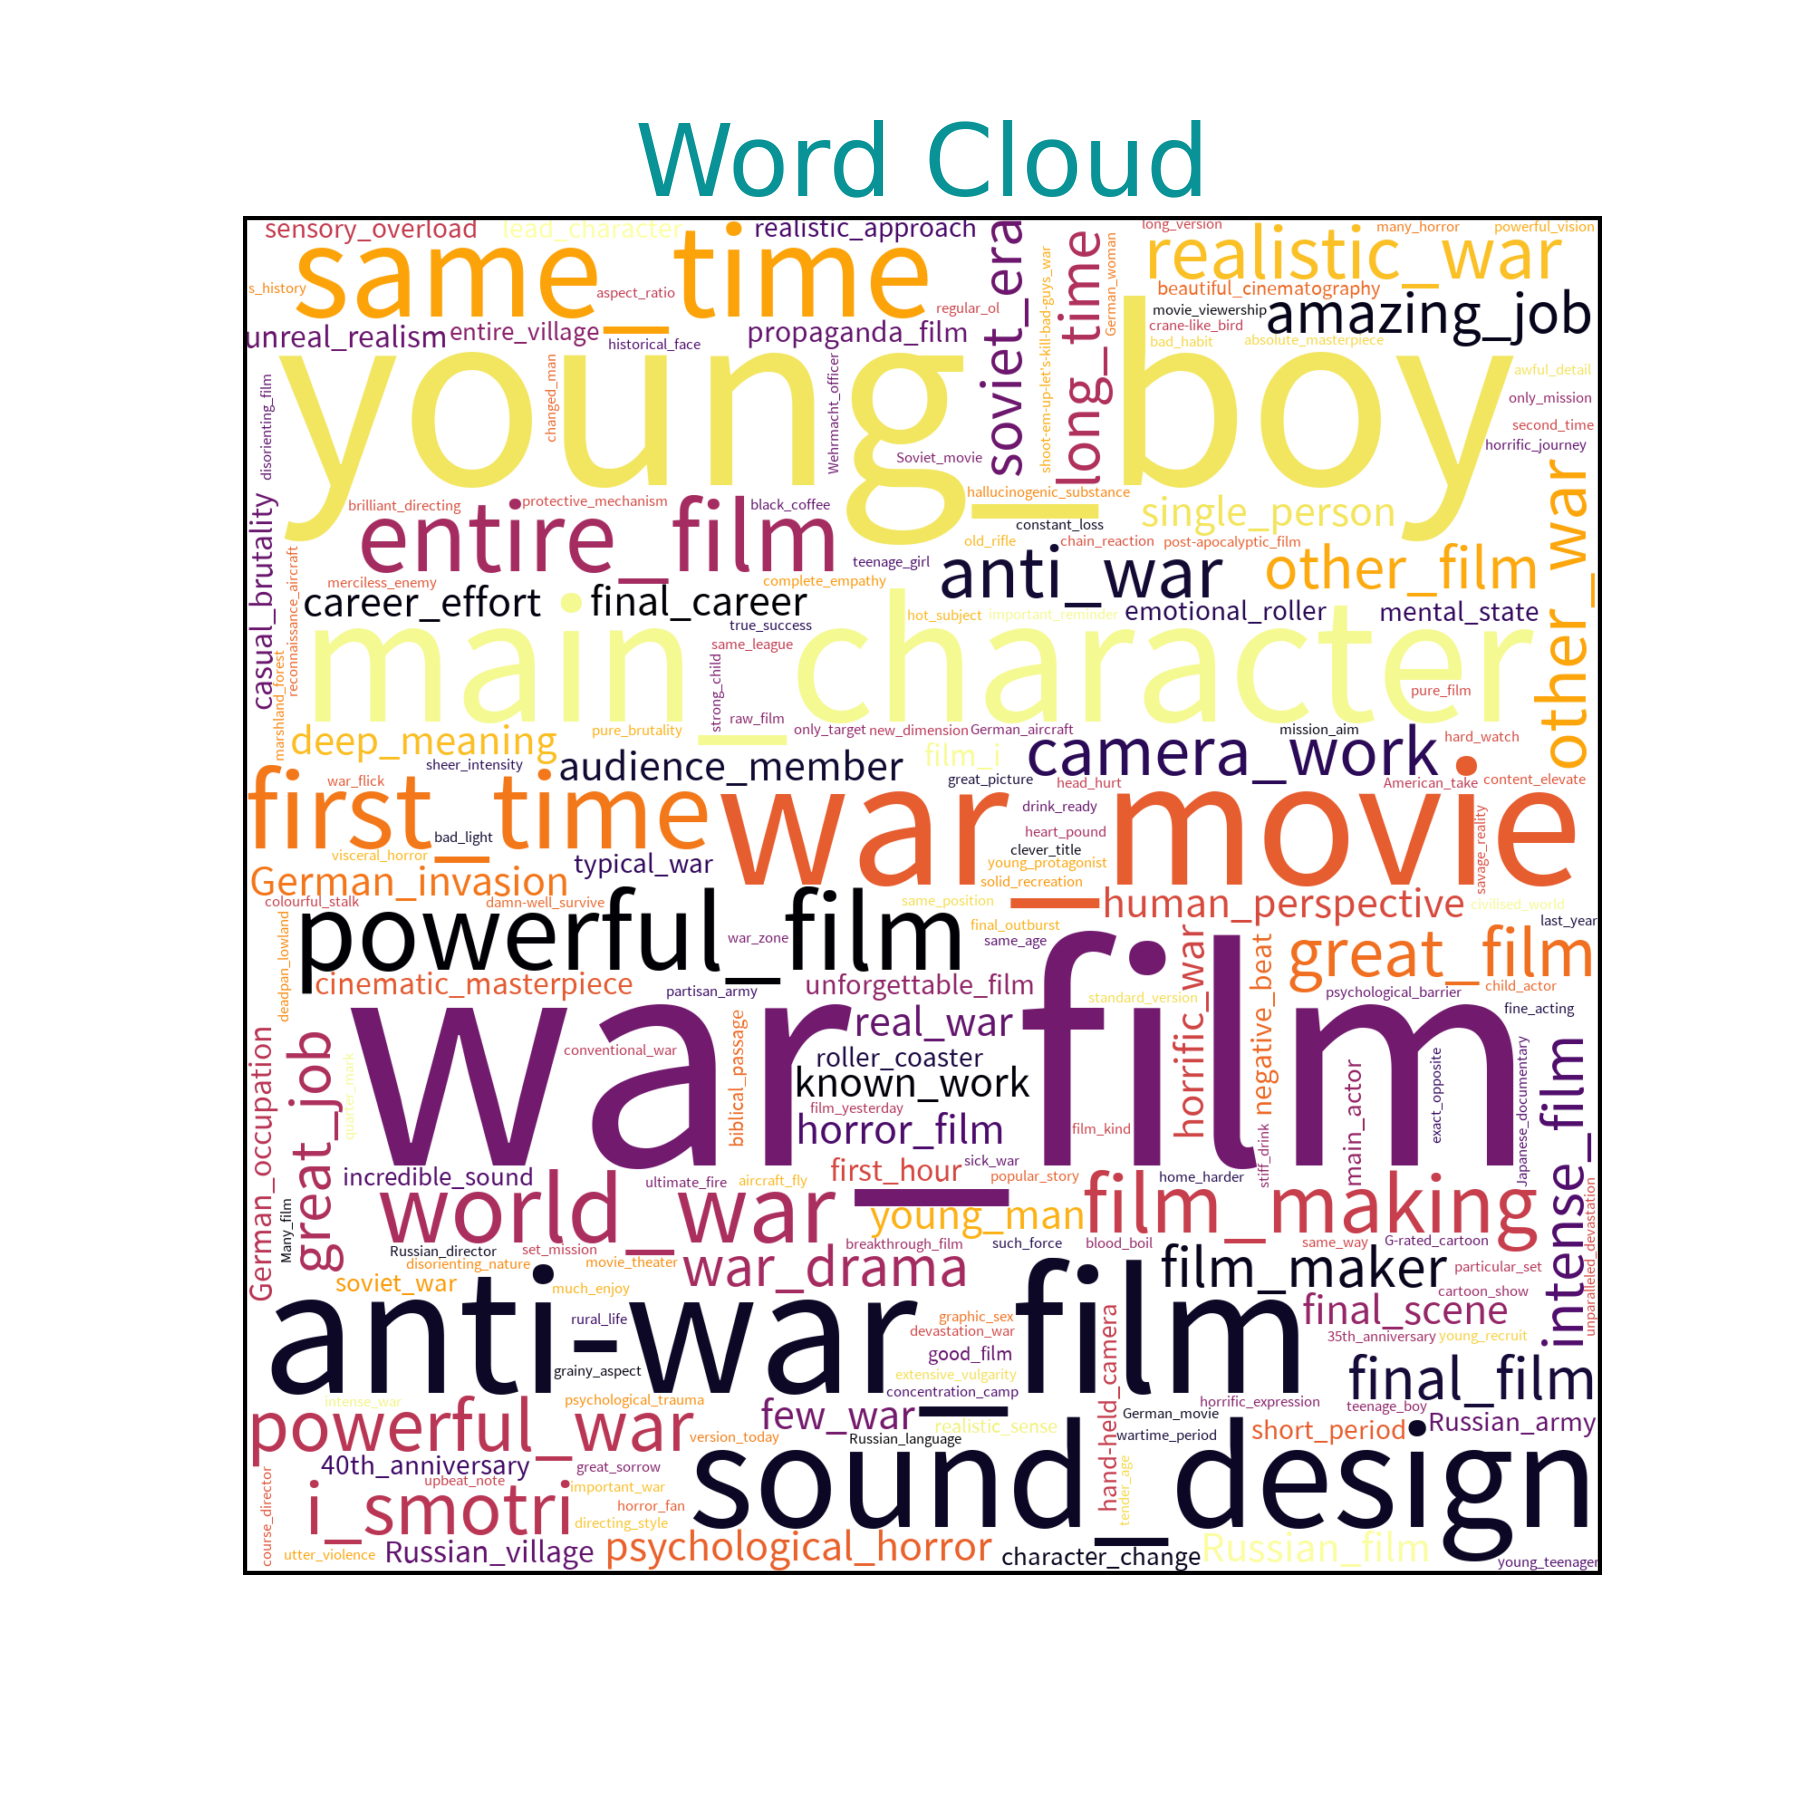 Word Cloud
sensory_overload
lead_character
realistic_approach
soviet_era
long_version
many_horror
powerful_vision
same_time
long_time
German_woman
realistic_war
s_history
aspect_ratio
shoot-em-up-let's-kill-bad-guys_war
beautiful_cinematography
regular_ol
movie_viewership
amazing_job
unreal_realism
entire_village
historical_face
propaganda_film
crane-like_bird
bad_habit
absolute_masterpiece
young_boy
changed_man
Wehrmacht_officer
disorienting_film
awful_detail
only_mission
second_time
horrific_journey
Soviet_movie
other_war
casual_brutality
brilliant_directing
protective_mechanism
black_coffee
hallucinogenic_substance
single_person
entire_film
constant_loss
old_rifle
chain_reaction
post-apocalyptic_film
reconnaissance_aircraft
teenage_girl
anti_war
other_film
merciless_enemy
complete_empathy
career_effort
final_career
hot_subject
important_reminder
emotional_roller
mental_state
true_success
main_character
same_league
marshland_forest
strong_child
pure_film
raw_film
deep_meaning
pure_brutality
only_target
new_dimension
German_aircraft
mission_aim
hard_watch
sheer_intensity
audience_member
film_i
camera_work
first_time
war_flick
great_picture
head_hurt
American_take
content_elevate
war_movie
drink_ready
savage_reality
bad_light
heart_pound
visceral_horror
typical_war
clever_title
young_protagonist
German_invasion
solid_recreation
colourful_stalk
damn-well_survive
same_position
human_perspective
civilised_world
powerful_film
deadpan_lowland
final_outburst
last_year
war_zone
same_age
horrific_war
negative_beat
great_film
cinematic_masterpiece
partisan_army
unforgettable_film
standard_version
psychological_barrier
child_actor
war_film
fine_acting
biblical_passage
real_war
German_occupation
great_job
quarter_mark
conventional_war
roller_coaster
known_work
main_actor
exact_opposite
Japanese_documentary
intense_film
film_yesterday
horror_film
film_kind
stiff_drink
incredible_sound
first_hour
sick_war
ultimate_fire
aircraft_fly
popular_story
home_harder
Many_film
world_war
young_man
film_making
unparalleled_devastation
Russian_director
set_mission
breakthrough_film
such_force
blood_boil
same_way
G-rated_cartoon
disorienting_nature
movie_theater
war_drama
film_maker
particular_set
soviet_war
much_enjoy
cartoon_show
anti-war_film
rural_life
graphic_sex
hand-held_camera
final_scene
devastation_war
35th_anniversary
young_recruit
good_film
grainy_aspect
extensive_vulgarity
concentration_camp
final_film
intense_war
psychological_trauma
horrific_expression
teenage_boy
powerful_war
few_war
realistic_sense
German_movie
short_period
Russian_army
version_today
Russian_language
wartime_period
sound_design
40th_anniversary
great_sorrow
course_director
upbeat_note
important_war
tender_age
i_smotri
horror_fan
directing_style
utter_violence
Russian_village
psychological_horror
character_change
Russian_film
young_teenager